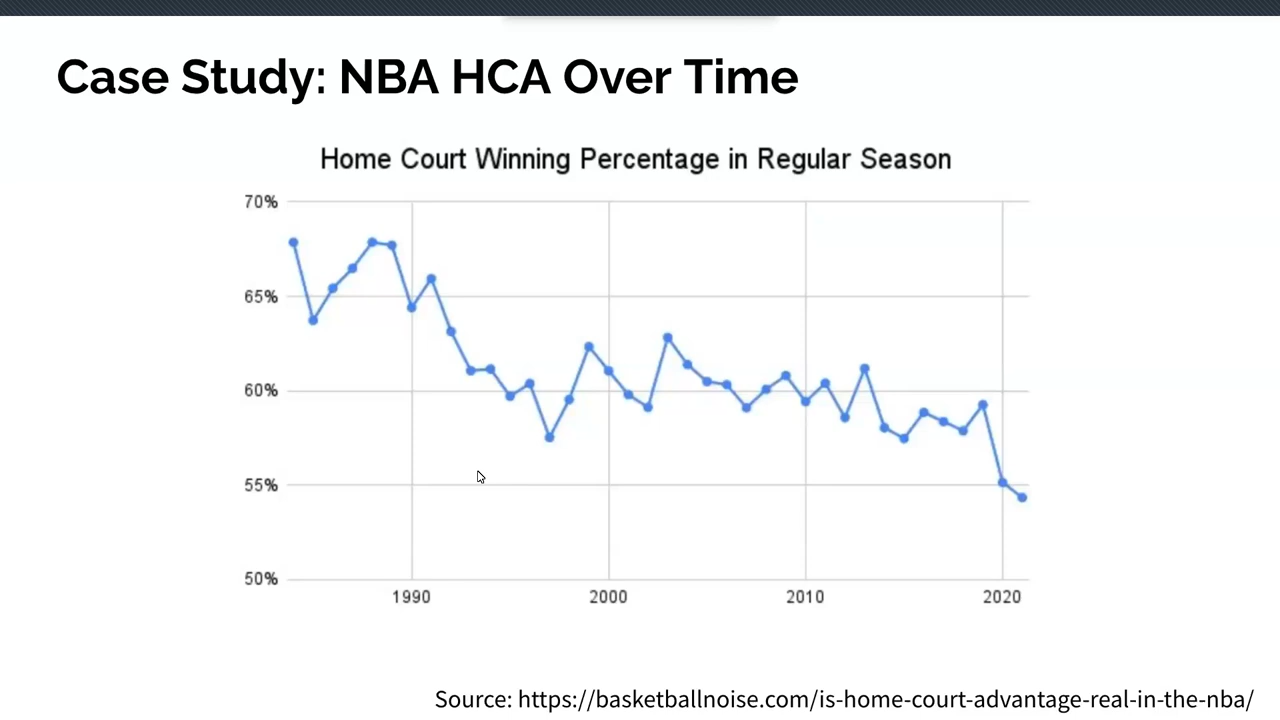 Case Study: NBA HCA Over Time
Home Court Winning Percentage in Regular Season
70%
65%
60%
55%
50%
1990 2000 2010 2020
Source: https://basketballnoise.com/is-home-court-advantage-real-in-the-nba/